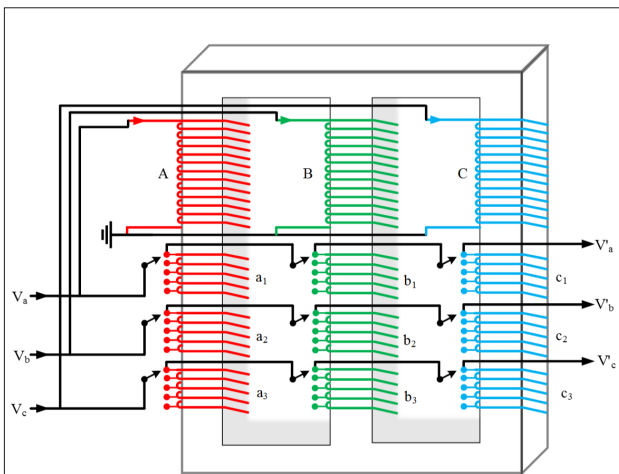 A B C
V'a
a1 b1 c1
Va
V'b
a2 b2 c2
Vb
V'c
a3 b3 c3
Vc